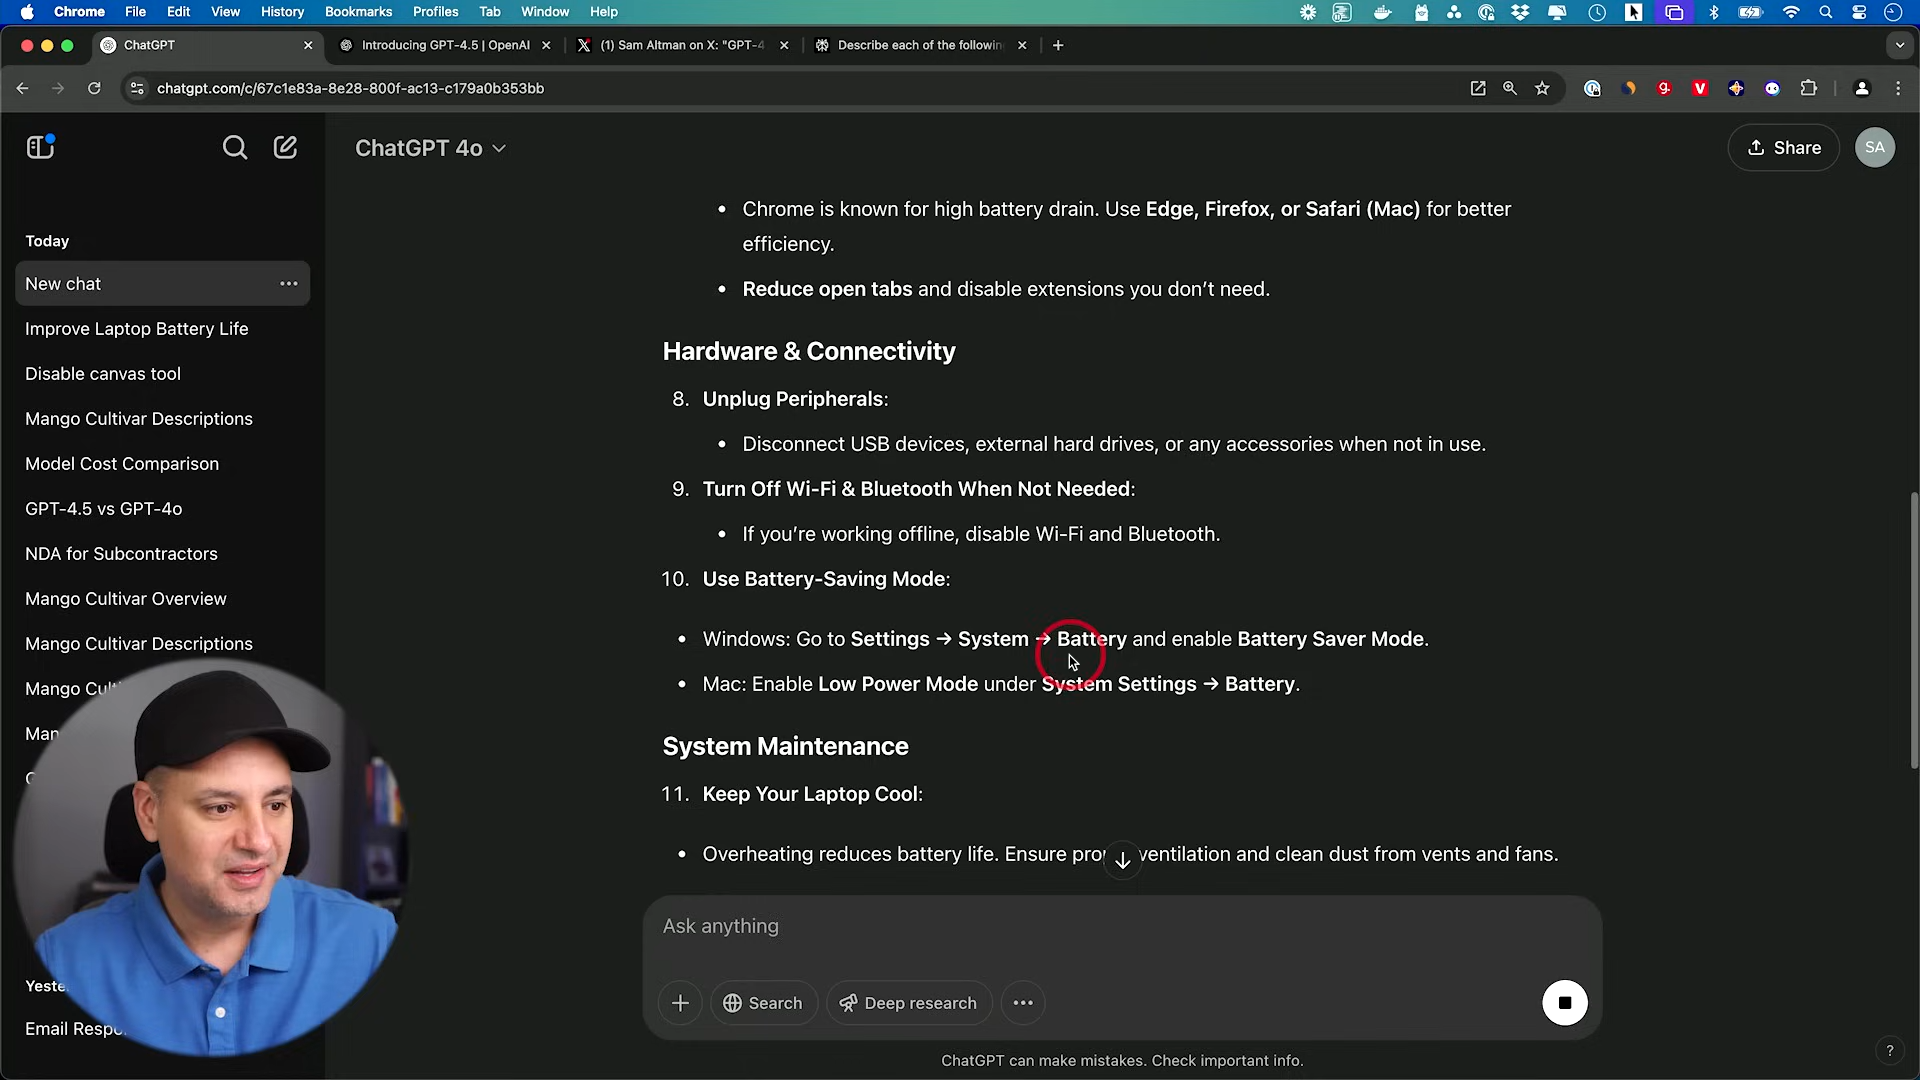 Chrome File Edit View History Bookmarks Profiles Tab Window Help
ChatGPT
Introducing GPT-4.5 | OpenAI
(1) Sam Altman on X: "GPT-4
Describe each of the followin
chatgpt.com/c/67c1e83a-8e28-800f-ac13-c179a0b353bb
ChatGPT 4o
Share
SA
Today
New chat
Improve Laptop Battery Life
Disable canvas tool
Mango Cultivar Descriptions
Model Cost Comparison
GPT-4.5 vs GPT-4o
NDA for Subcontractors
Mango Cultivar Overview
Mango Cultivar Descriptions
Mango Cul
Man
Yeste
Email Respo
• Chrome is known for high battery drain. Use Edge, Firefox, or Safari (Mac) for better
efficiency.
• Reduce open tabs and disable extensions you don’t need.
Hardware & Connectivity
8. Unplug Peripherals:
• Disconnect USB devices, external hard drives, or any accessories when not in use.
9. Turn Off Wi-Fi & Bluetooth When Not Needed:
• If you’re working offline, disable Wi-Fi and Bluetooth.
10. Use Battery-Saving Mode:
• Windows: Go to Settings → System → Battery and enable Battery Saver Mode.
• Mac: Enable Low Power Mode under System Settings → Battery.
System Maintenance
11. Keep Your Laptop Cool:
• Overheating reduces battery life. Ensure pro ventilation and clean dust from vents and fans.
Ask anything
Search
Deep research
ChatGPT can make mistakes. Check important info.
?